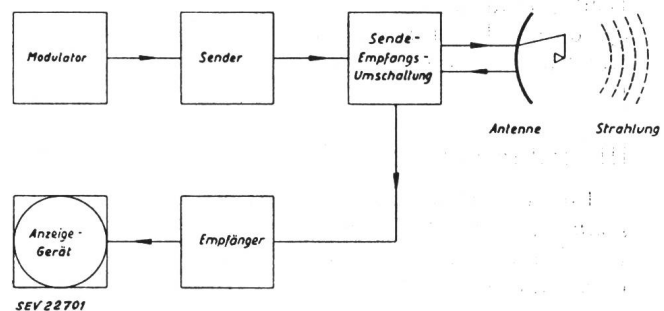 Modulator
Sender
Sende-
Empfangs-
Umschaltung
Antenne
Strahlung
Anzeige-
Gerät
Empfänger
SEV 22701